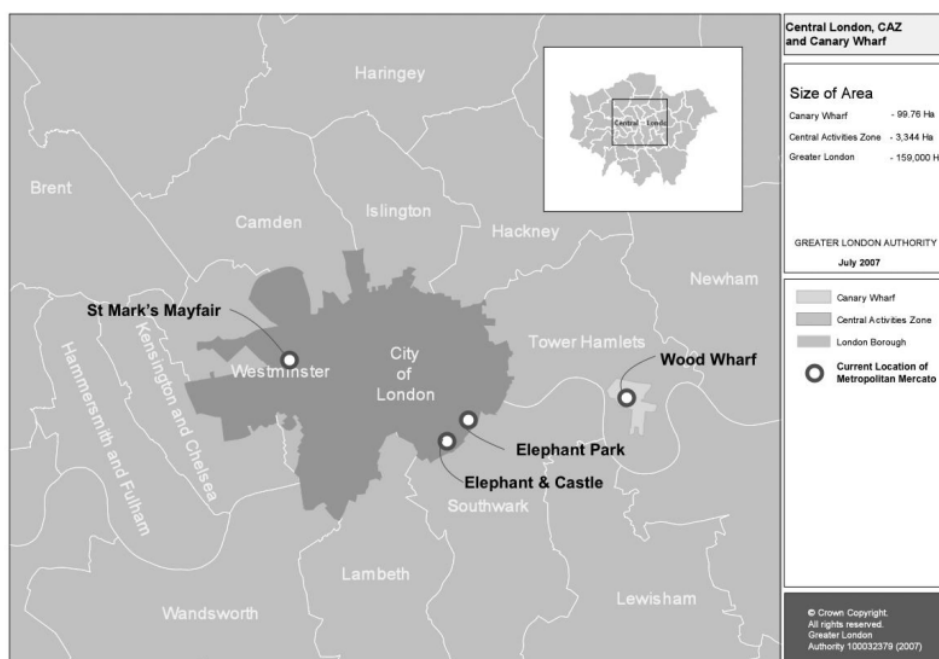 Central London, CAZ
and Canary Wharf
Size of Area
Canary Wharf - 99.76 Ha
Central Activities Zone - 3,344 Ha
Greater London - 159,000 H
GREATER LONDON AUTHORITY
July 2007
Canary Wharf
Central Activities Zone
London Borough
Current Location of
Metropolitan Mercato
© Crown Copyright.
All rights reserved.
Greater London
Authority 100032379 (2007)
Haringey
Brent
Camden
Islington
Hackney
Newham
St Mark's Mayfair
Kensington and Chelsea
Hammersmith and Fulham
Westminster
City
of
London
Tower Hamlets
Wood Wharf
Elephant Park
Elephant & Castle
Southwark
Lambeth
Wandsworth
Lewisham